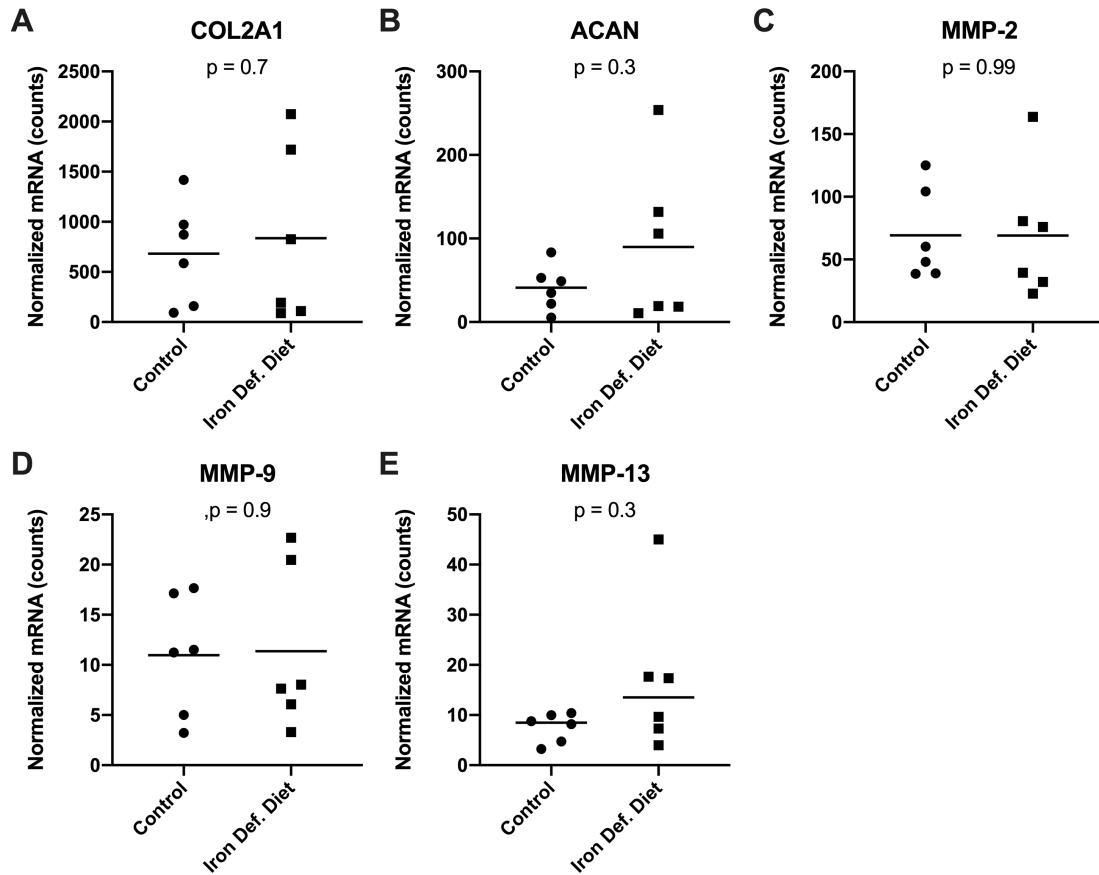 A
COL2A1
p = 0.7
Normalized mRNA (counts)
2500
2000
1500
1000
500
0
Control
Iron Def. Diet
B
ACAN
p = 0.3
Normalized mRNA (counts)
300
200
100
0
Control
Iron Def. Diet
C
MMP-2
p = 0.99
Normalized mRNA (counts)
200
150
100
50
0
Control
Iron Def. Diet
D
MMP-9
,p = 0.9
Normalized mRNA (counts)
25
20
15
10
5
0
Control
Iron Def. Diet
E
MMP-13
p = 0.3
Normalized mRNA (counts)
50
40
30
20
10
0
Control
Iron Def. Diet